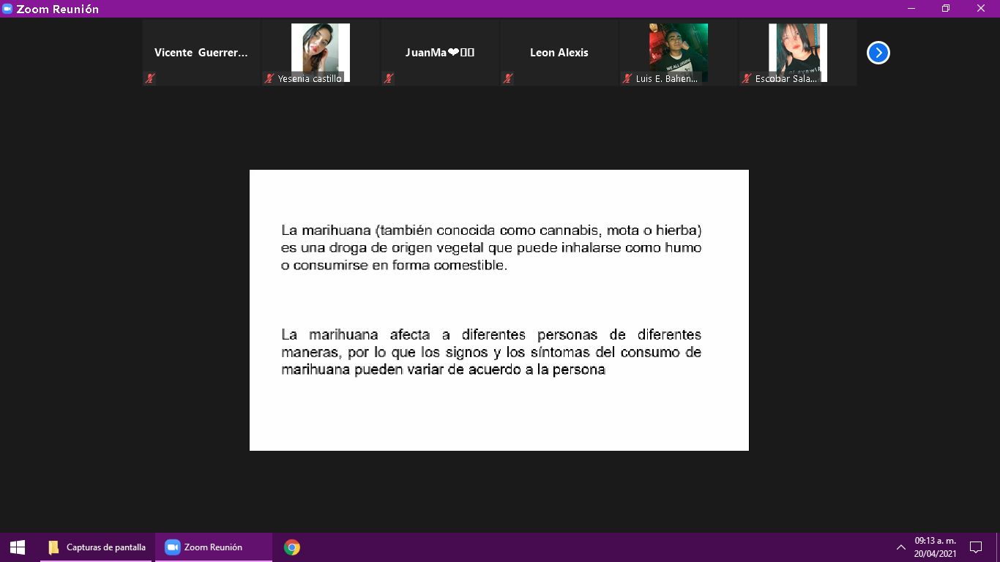 Zoom Reunión
Vicente Guerrer...
Yesenia castillo
JuanMa❤
Leon Alexis
Luis E. Bahen...
Escobar Sala...
La marihuana (también conocida como cannabis, mota o hierba)
es una droga de origen vegetal que puede inhalarse como humo
o consumirse en forma comestible.
La marihuana afecta a diferentes personas de diferentes
maneras, por lo que los signos y los síntomas del consumo de
marihuana pueden variar de acuerdo a la persona
Capturas de pantalla
Zoom Reunión
09:13 a. m.
20/04/2021